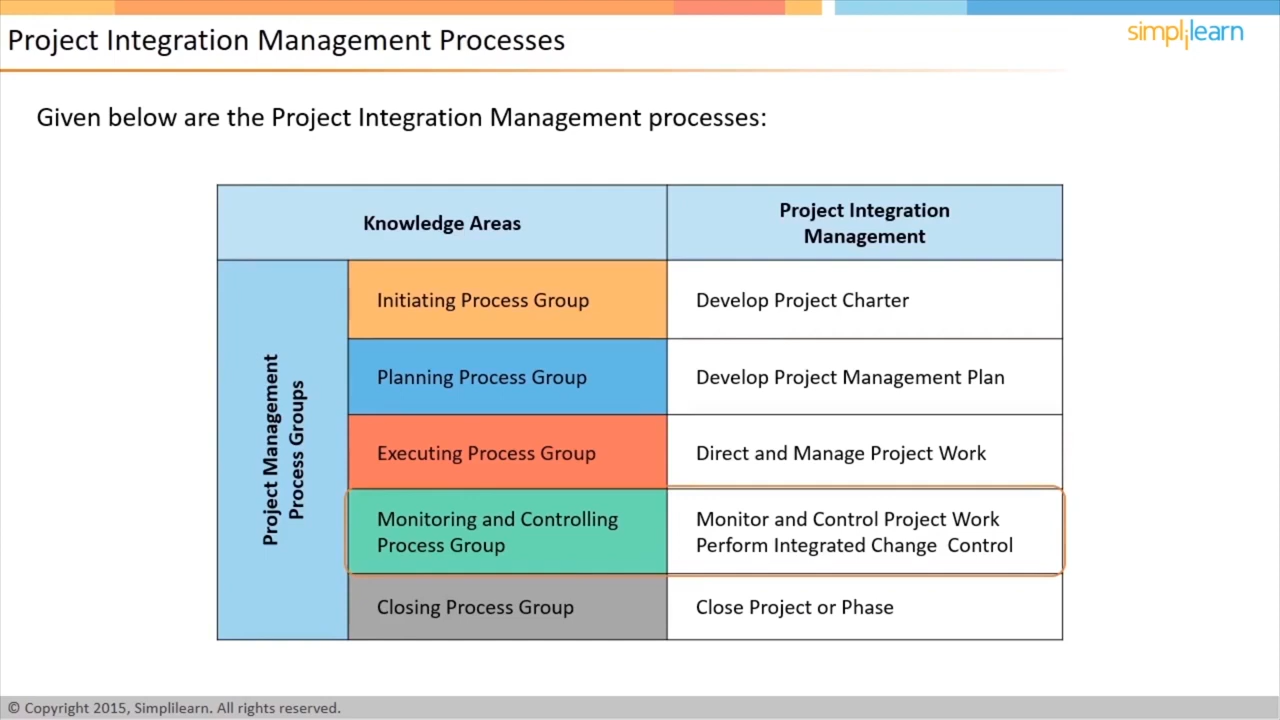 Project Integration Management Processes
simplilearn
Given below are the Project Integration Management processes:
Knowledge Areas
Project Integration
Management
Project Management
Process Groups
Initiating Process Group
Develop Project Charter
Planning Process Group
Develop Project Management Plan
Executing Process Group
Direct and Manage Project Work
Monitoring and Controlling
Process Group
Monitor and Control Project Work
Perform Integrated Change Control
Closing Process Group
Close Project or Phase
© Copyright 2015, Simplilearn. All rights reserved.